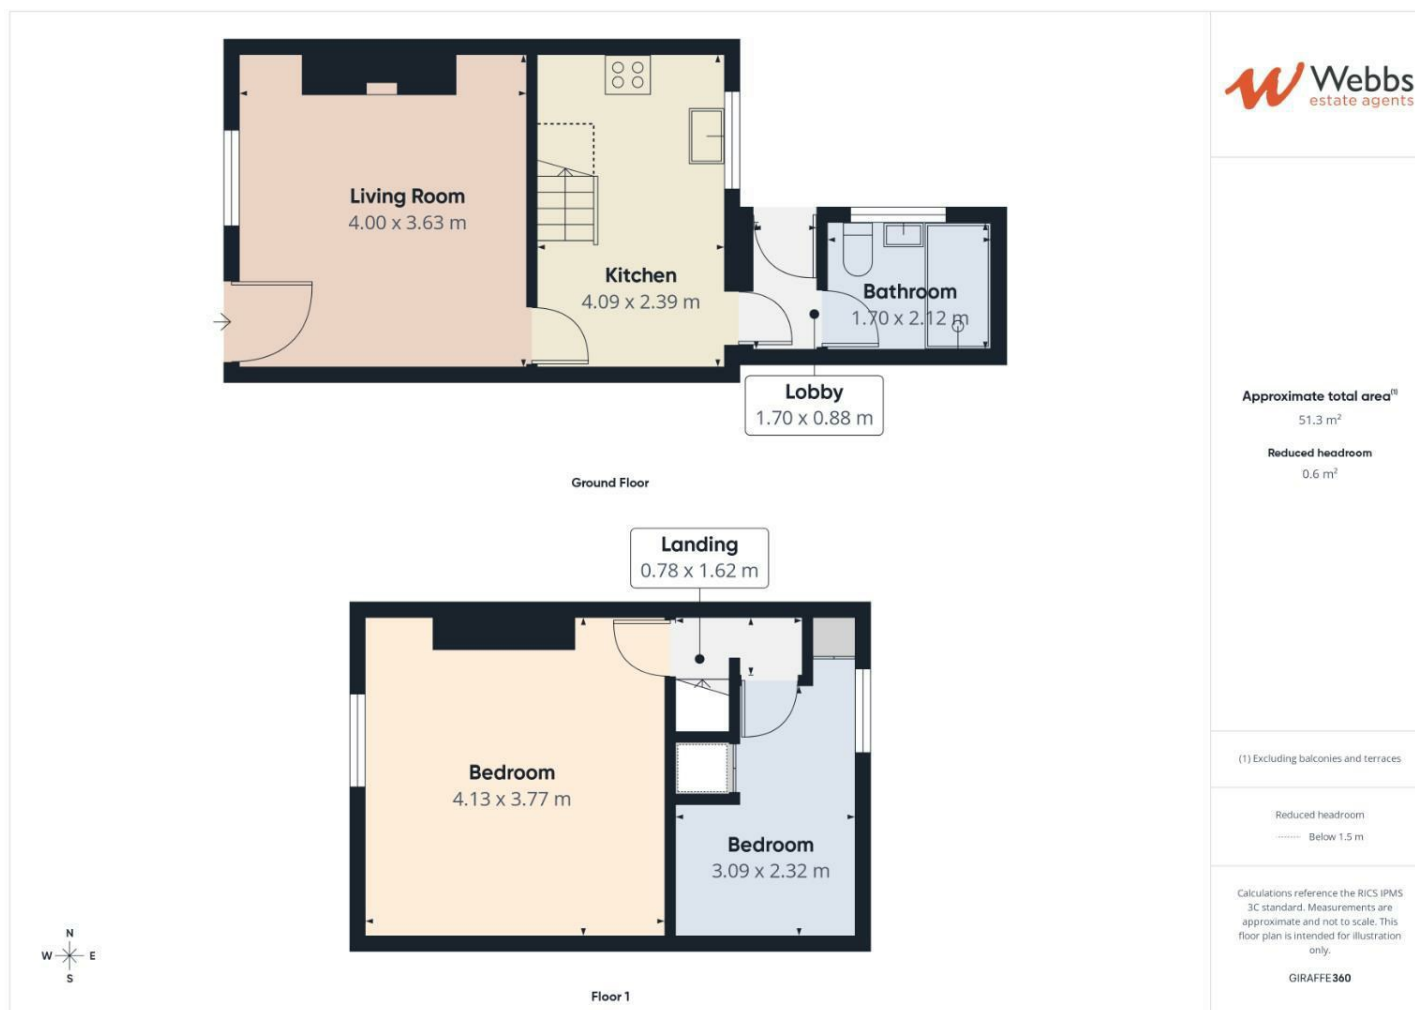 Living Room
4.00 x 3.63 m
Kitchen
4.09 x 2.39 m
Bathroom
1.70 x 2.12 m
Lobby
1.70 x 0.88 m
Ground Floor
Landing
0.78 x 1.62 m
Bedroom
4.13 x 3.77 m
Bedroom
3.09 x 2.32 m
N
W E
S
Floor 1
W Webbs
estate agents
Approximate total area(1)
51.3 m²
Reduced headroom
0.6 m²
(1) Excluding balconies and terraces
Reduced headroom
Below 1.5 m
Calculations reference the RICS IPMS
3C standard. Measurements are
approximate and not to scale. This
floor plan is intended for illustration
only.
GIRAFFE360